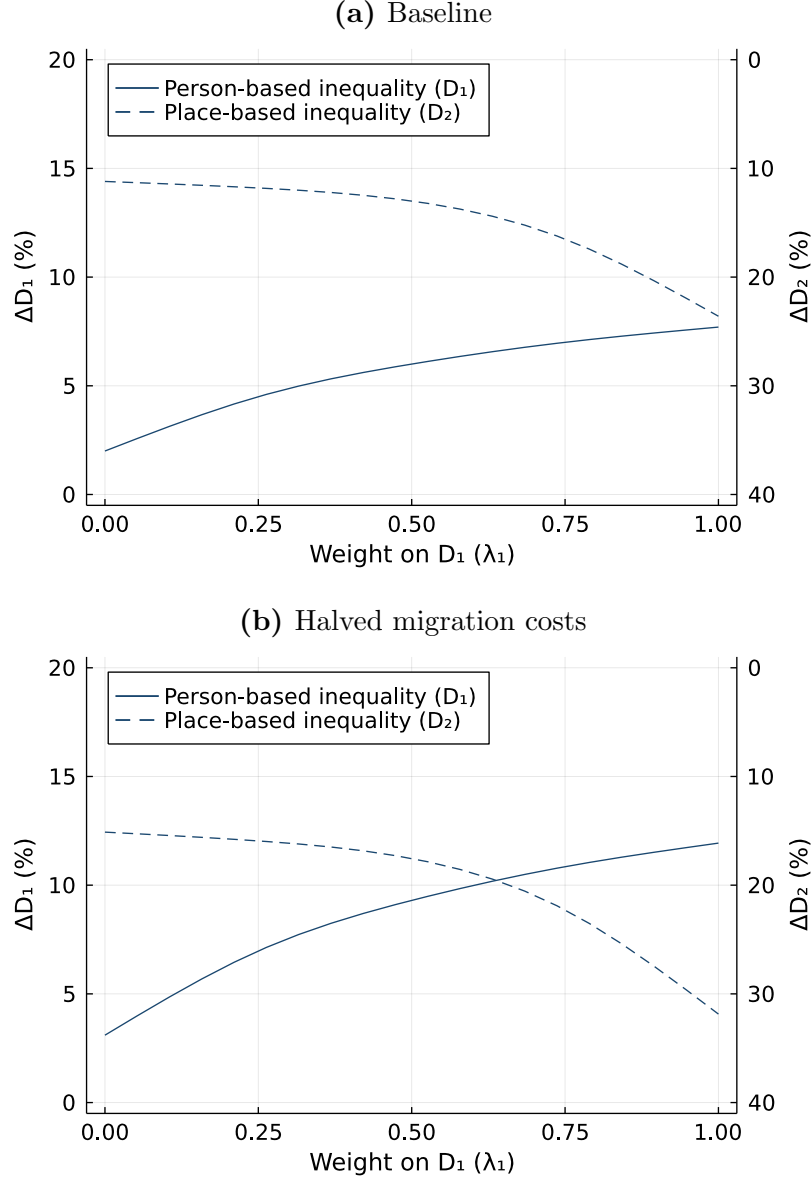 (a) Baseline
20
15
10
5
0
ΔD₁ (%)
Person-based inequality (D₁)
Place-based inequality (D₂)
0
10
20
30
40
ΔD₂ (%)
0.00 0.25 0.50 0.75 1.00
Weight on D₁ (λ₁)
(b) Halved migration costs
20
15
10
5
0
ΔD₁ (%)
Person-based inequality (D₁)
Place-based inequality (D₂)
0
10
20
30
40
ΔD₂ (%)
0.00 0.25 0.50 0.75 1.00
Weight on D₁ (λ₁)